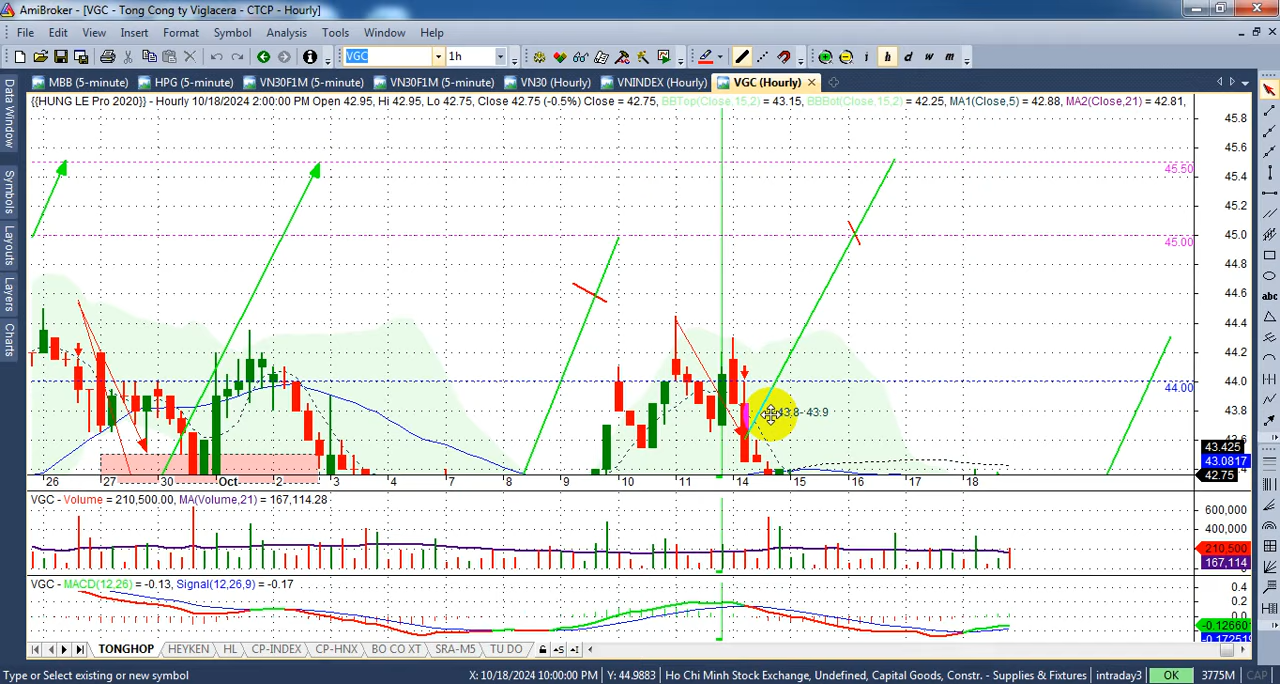 AmiBroker - [VGC - Tong Cong ty Viglacera - CTCP - Hourly]
File Edit View Insert Format Symbol Analysis Tools Window Help
VGC 1h i h d w m
MBB (5-minute) HPG (5-minute) VN30F1M (5-minute) VN30F1M (5-minute) VN30 (Hourly) VNINDEX (Hourly) VGC (Hourly)
{{HUNG LE Pro 2020}} - Hourly 10/18/2024 2:00:00 PM Open 42.95, Hi 42.95, Lo 42.75, Close 42.75 (-0.5%) Close = 42.75, BBTop(Close,15,2) = 43.15, BBBot(Close,15,2) = 42.25, MA1(Close,5) = 42.88, MA2(Close,21) = 42.81,
Data Window
Symbols
Layouts
Layers
Charts
abc
45.8
45.6
45.50
45.4
45.2
45.00
45.0
44.8
44.6
44.4
44.2
44.00
44.0
43.8- 43:9
43.8
43.425
43.0817
42.75
26 27 30 Oct 2 3 4 7 8 9 10 11 14 15 16 17 18
VGC - Volume = 210,500.00, MA(Volume,21) = 167,114.28
600,000
400,000
210,500
167,114
VGC - MACD(12,26) = -0.13, Signal(12,26,9) = -0.17
0.4
0.2
0.0
-0.12660
-0.172519
TONGHOP HEYKEN HL CP-INDEX CP-HNX BO CO XT SRA-M5 TU DO
Type or Select existing or new symbol X: 10/18/2024 10:00:00 PM Y: 44.9883 Ho Chi Minh Stock Exchange, Undefined, Capital Goods, Constr. - Supplies & Fixtures intraday3 OK 3775M CAP